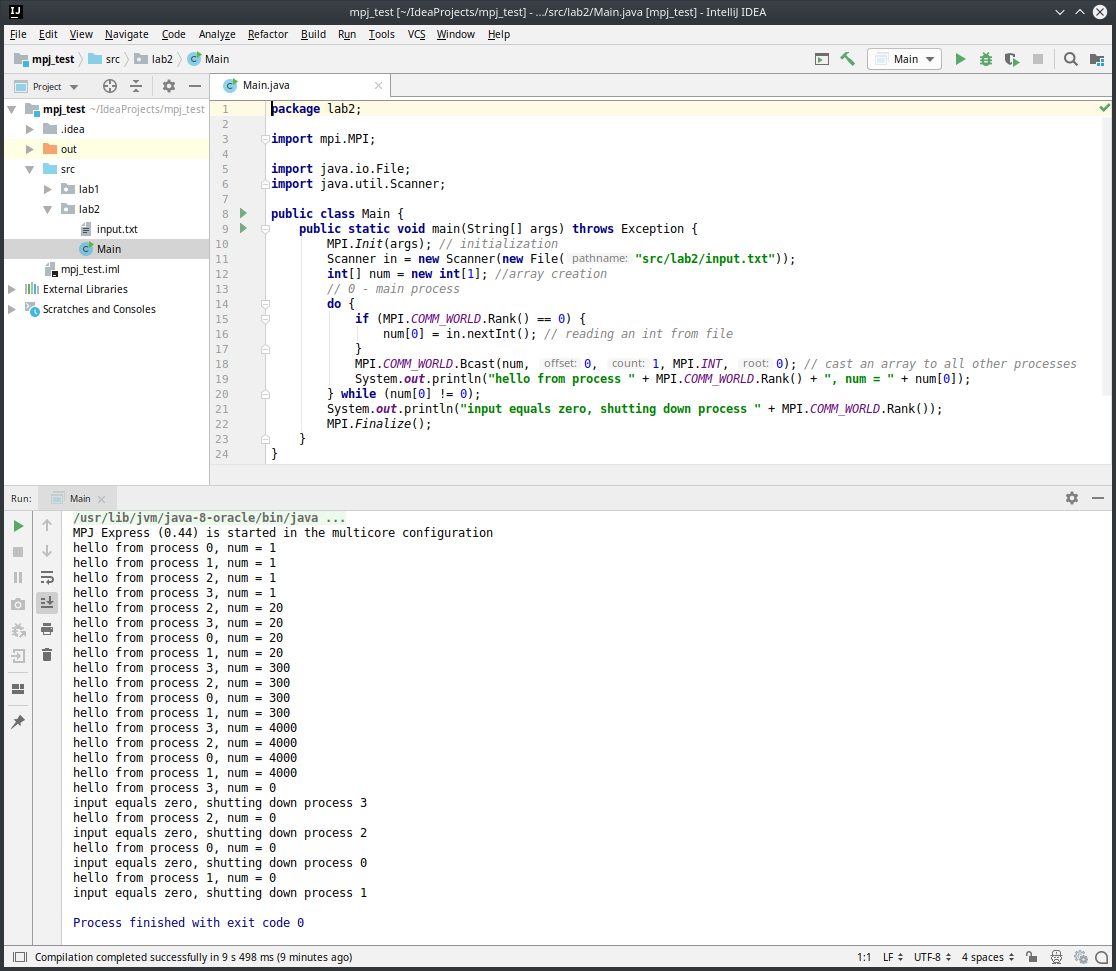 mpj_test [~/IdeaProjects/mpj_test] - .../src/lab2/Main.java [mpj_test] - IntelliJ IDEA
File Edit View Navigate Code Analyze Refactor Build Run Tools VCS Window Help
mpj_test src lab2 Main
Main
Project
Main.java
mpj_test ~/IdeaProjects/mpj_test
.idea
out
src
lab1
lab2
input.txt
Main
mpj_test.iml
External Libraries
Scratches and Consoles
1 package lab2;
2
3 import mpi.MPI;
4
5 import java.io.File;
6 import java.util.Scanner;
7
8 public class Main {
9 public static void main(String[] args) throws Exception {
10 MPI.Init(args); // initialization
11 Scanner in = new Scanner(new File( pathname: "src/lab2/input.txt"));
12 int[] num = new int[1]; //array creation
13 // 0 - main process
14 do {
15 if (MPI.COMM_WORLD.Rank() == 0) {
16 num[0] = in.nextInt(); // reading an int from file
17 }
18 MPI.COMM_WORLD.Bcast(num, offset: 0, count: 1, MPI.INT, root: 0); // cast an array to all other processes
19 System.out.println("hello from process " + MPI.COMM_WORLD.Rank() + ", num = " + num[0]);
20 } while (num[0] != 0);
21 System.out.println("input equals zero, shutting down process " + MPI.COMM_WORLD.Rank());
22 MPI.Finalize();
23 }
24 }
Run: Main
/usr/lib/jvm/java-8-oracle/bin/java ...
MPJ Express (0.44) is started in the multicore configuration
hello from process 0, num = 1
hello from process 1, num = 1
hello from process 2, num = 1
hello from process 3, num = 1
hello from process 2, num = 20
hello from process 3, num = 20
hello from process 0, num = 20
hello from process 1, num = 20
hello from process 3, num = 300
hello from process 2, num = 300
hello from process 0, num = 300
hello from process 1, num = 300
hello from process 3, num = 4000
hello from process 2, num = 4000
hello from process 0, num = 4000
hello from process 1, num = 4000
hello from process 3, num = 0
input equals zero, shutting down process 3
hello from process 2, num = 0
input equals zero, shutting down process 2
hello from process 0, num = 0
input equals zero, shutting down process 0
hello from process 1, num = 0
input equals zero, shutting down process 1
Process finished with exit code 0
Compilation completed successfully in 9 s 498 ms (9 minutes ago) 1:1 LF UTF-8 4 spaces